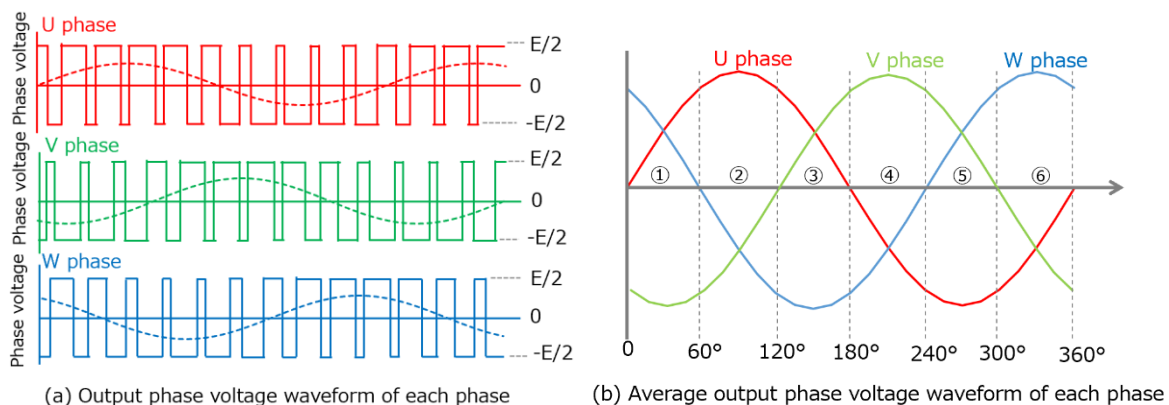 U phase
Phase voltage
E/2
0
-E/2
V phase
Phase voltage
E/2
0
-E/2
W phase
Phase voltage
E/2
0
-E/2
(a) Output phase voltage waveform of each phase
U phase V phase W phase
① ② ③ ④ ⑤ ⑥
0 60° 120° 180° 240° 300° 360°
(b) Average output phase voltage waveform of each phase